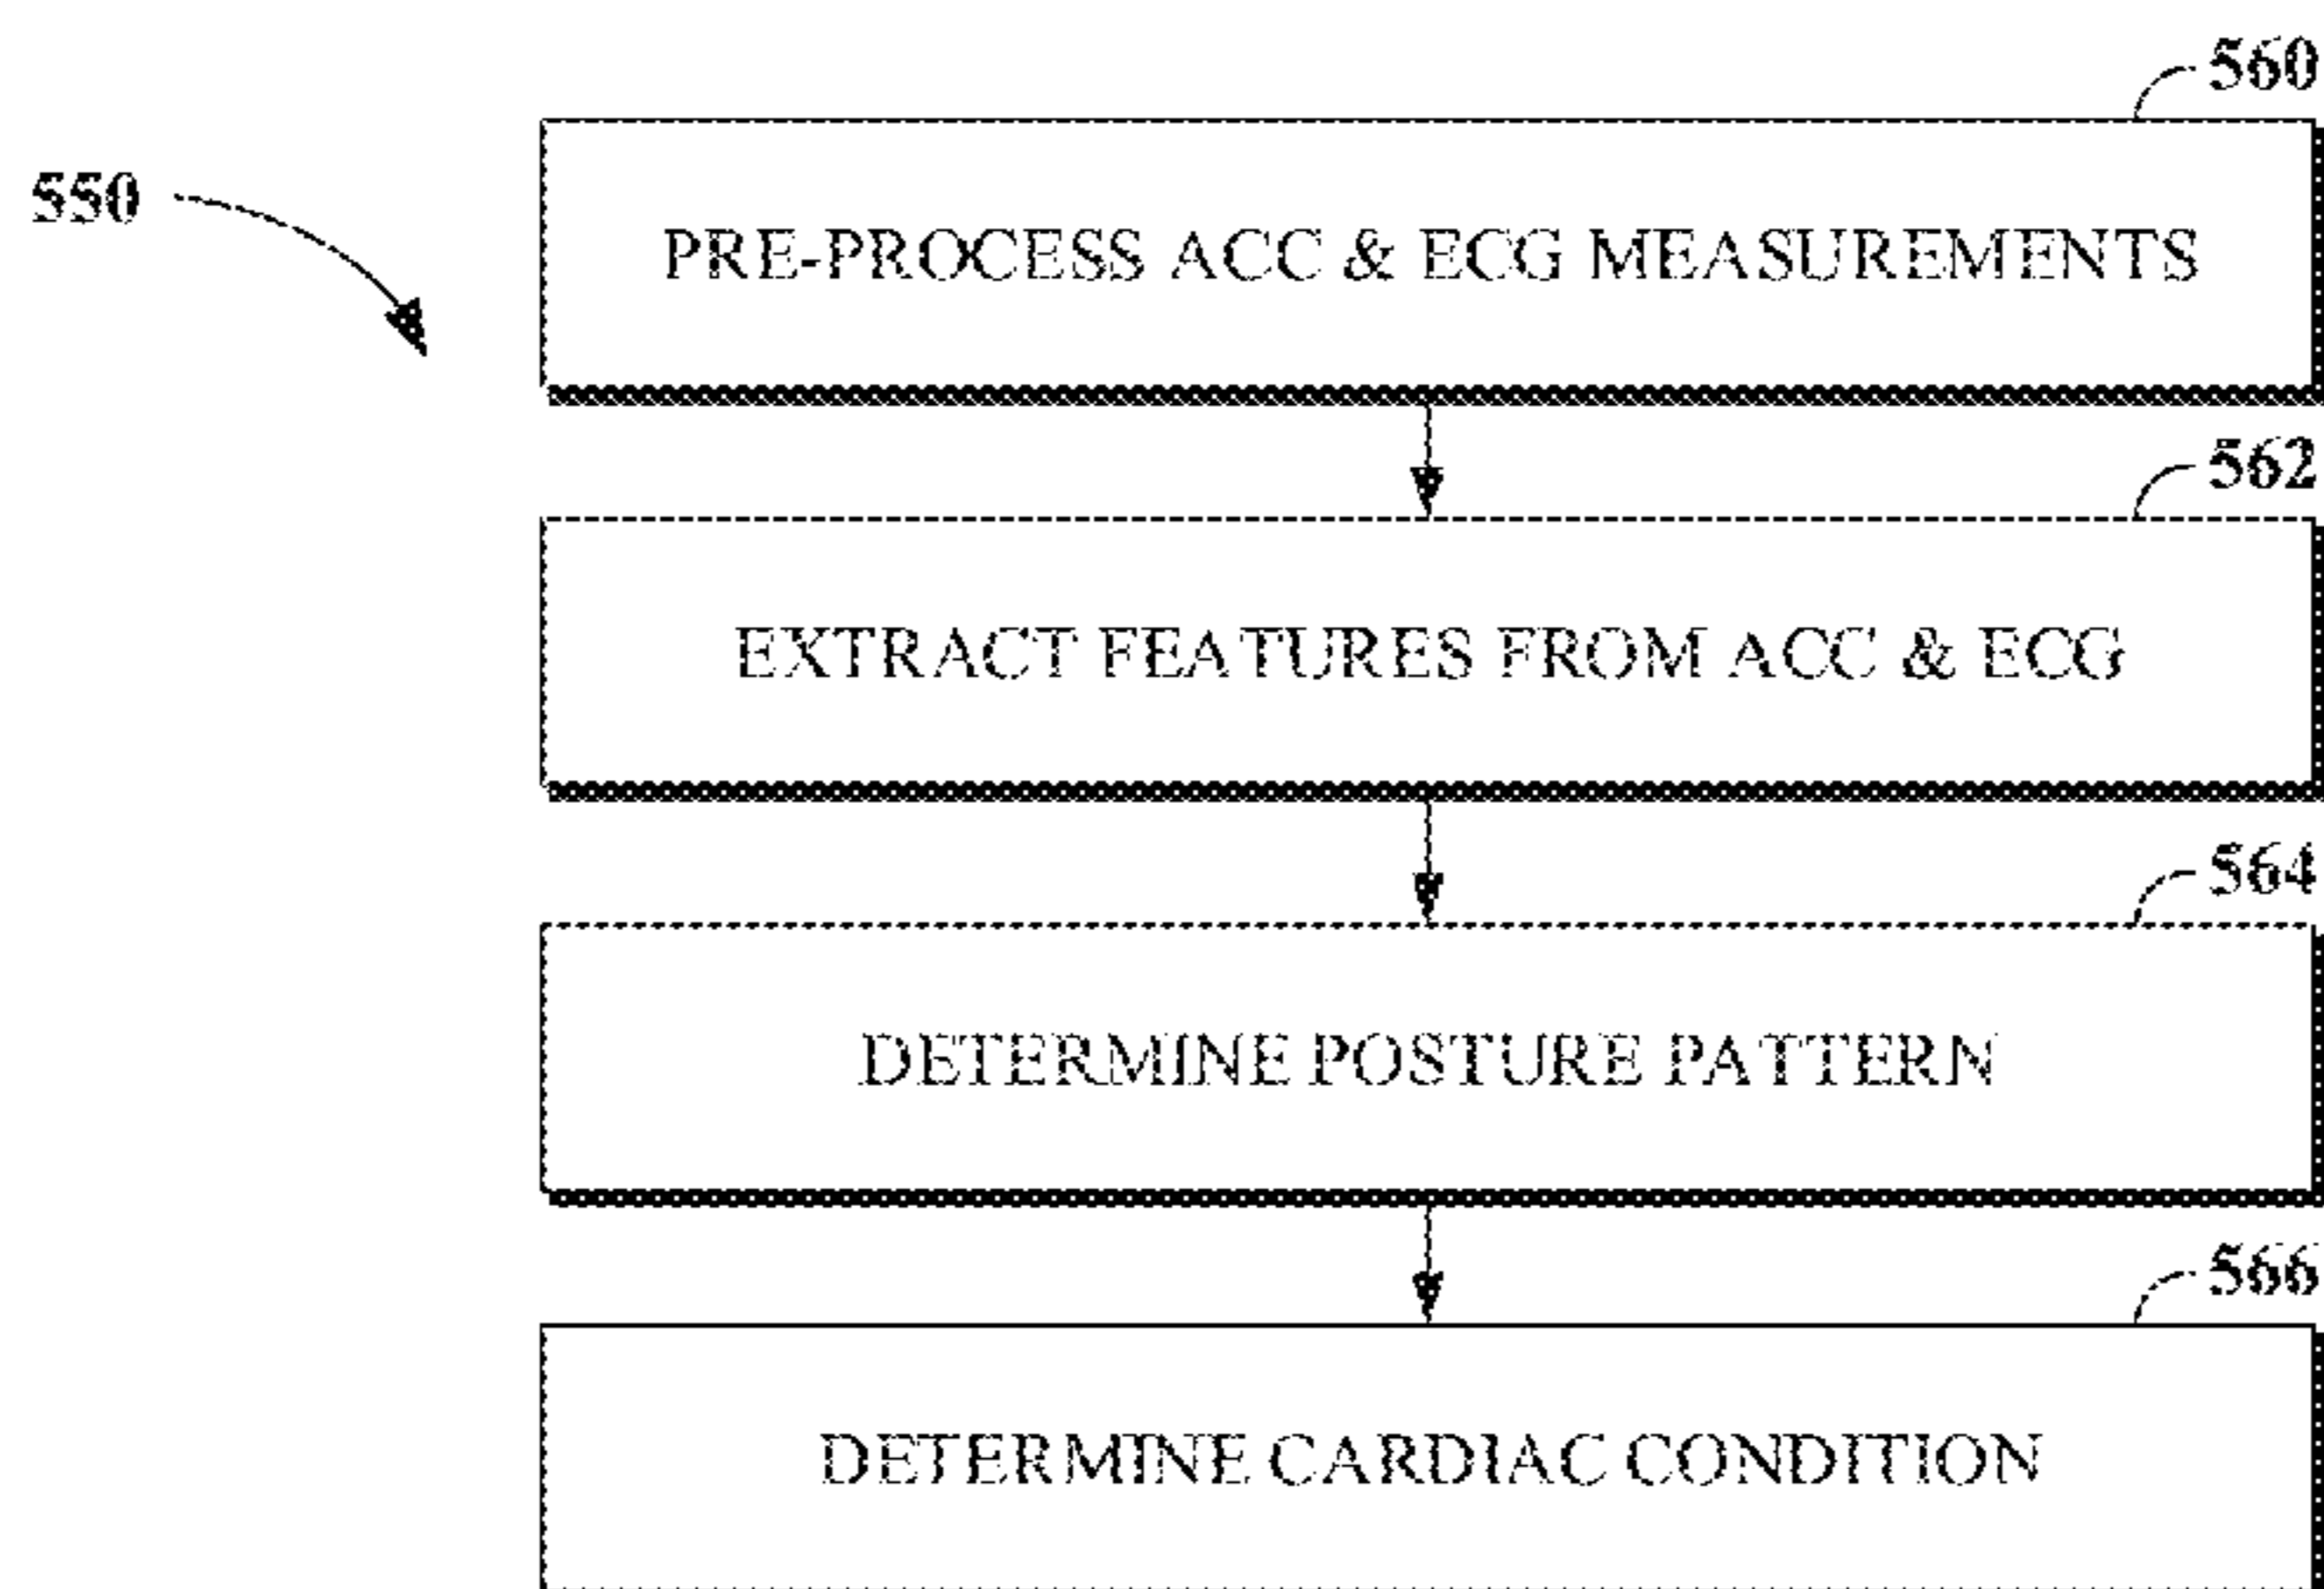 560
550
PRE-PROCESS ACC & ECG MEASUREMENTS
562
EXTRACT FEATURES FROM ACC & ECG
564
DETERMINE POSTURE PATTERN
566
DETERMINE CARDIAC CONDITION